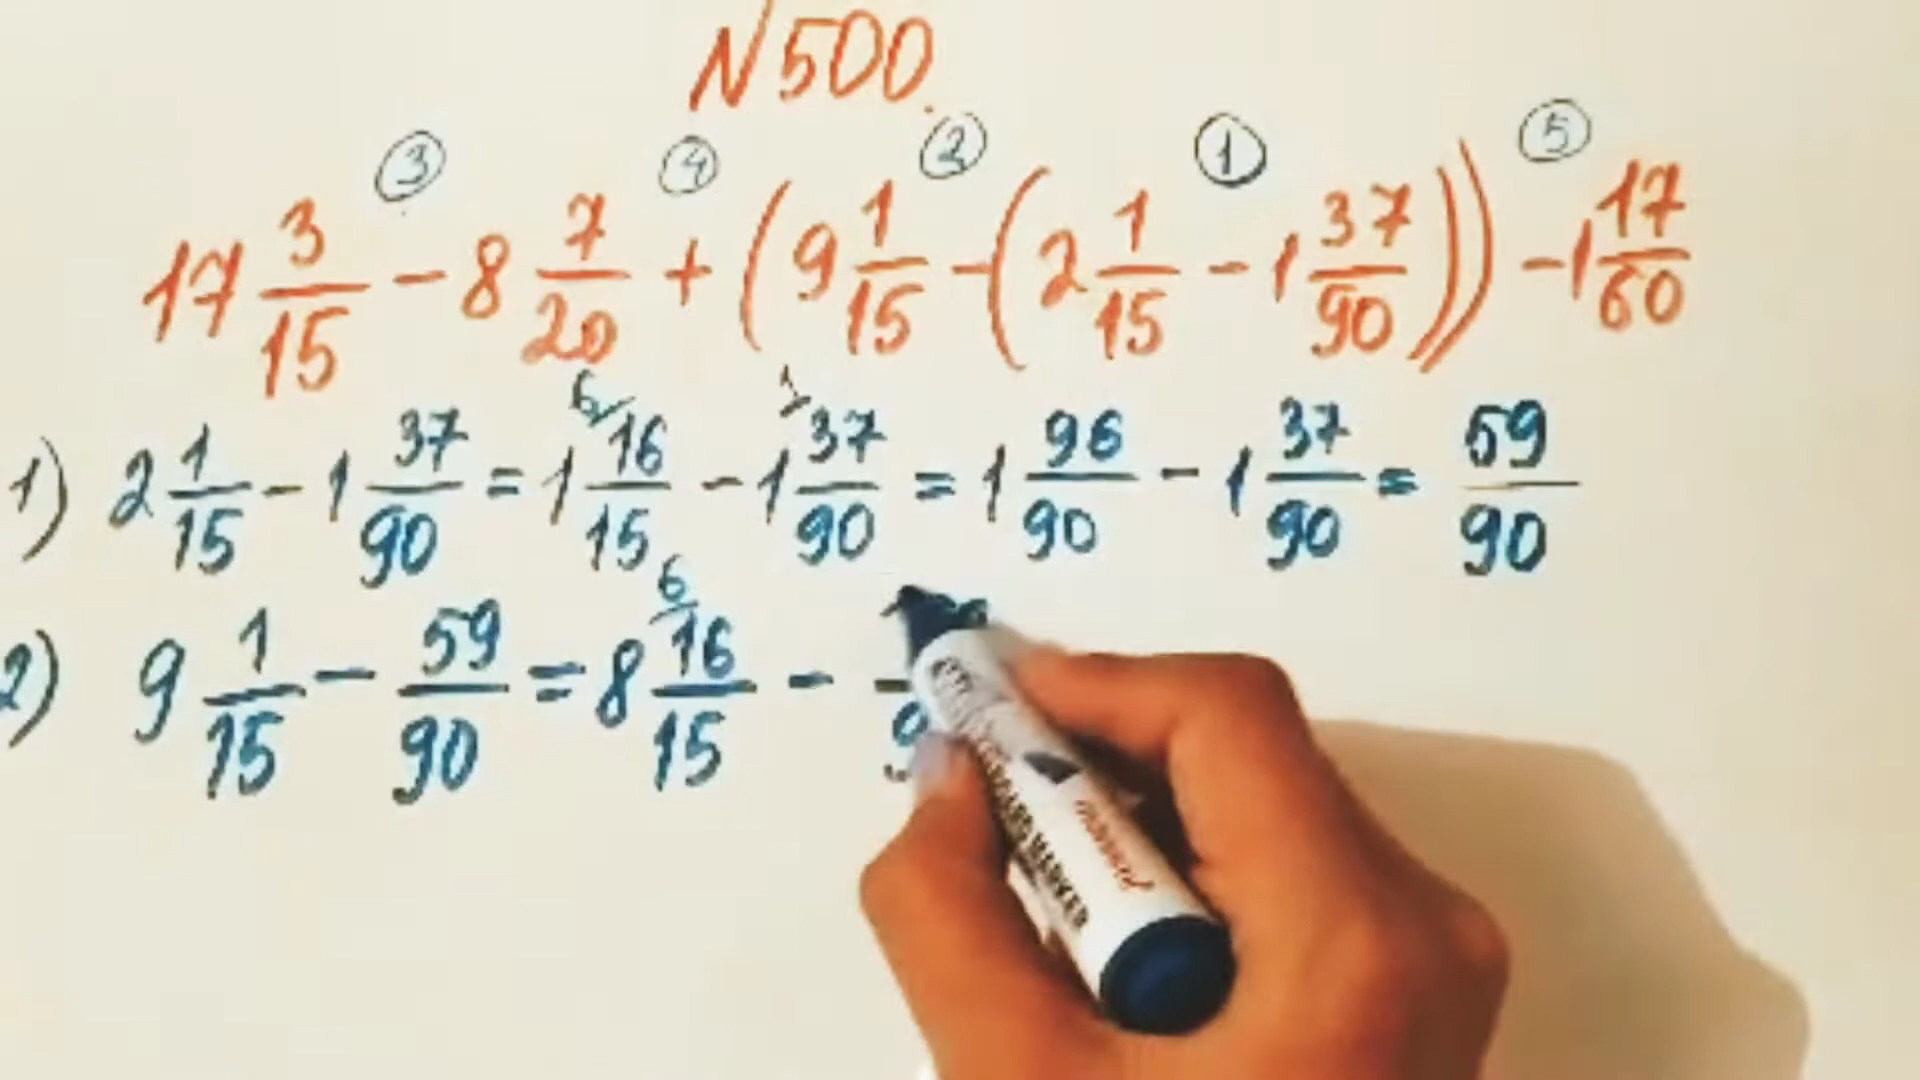 N500.
③ ④ ② ① ⑤
17 3/15 - 8 7/20 + (9 1/15 - (2 1/15 - 1 37/90)) - 1 17/60
1) 2 1/15 - 1 37/90 = 1 16/15 - 1 37/90 = 1 96/90 - 1 37/90 = 59/90
2) 9 1/15 - 59/90 = 8 16/15 -
BOARD MARKER